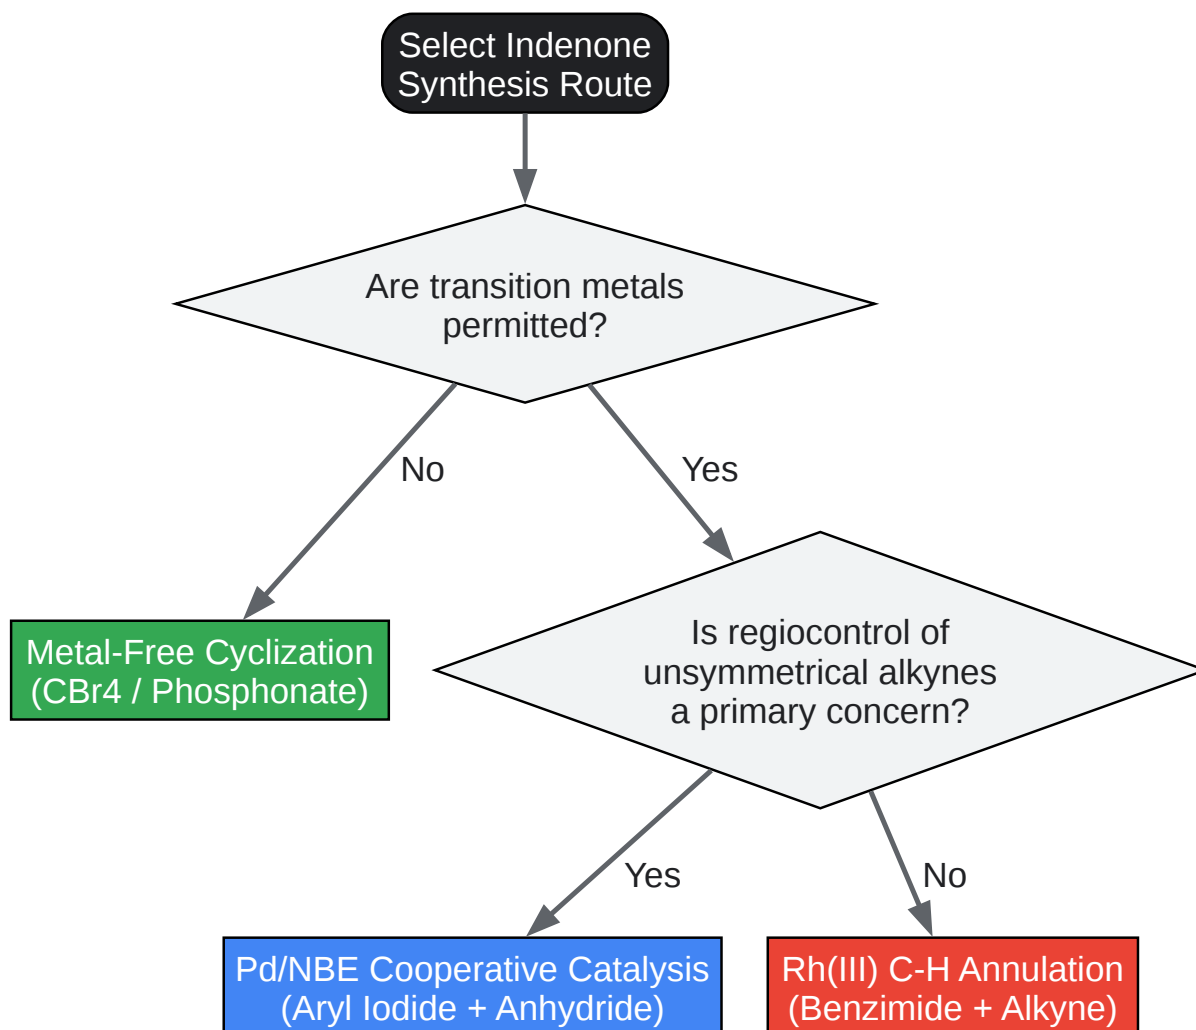 Select Indenone
Synthesis Route
Are transition metals
permitted?
No
Yes
Metal-Free Cyclization
(CBr4 / Phosphonate)
Is regiocontrol of
unsymmetrical alkynes
a primary concern?
Yes
No
Pd/NBE Cooperative Catalysis
(Aryl Iodide + Anhydride)
Rh(III) C-H Annulation
(Benzimide + Alkyne)